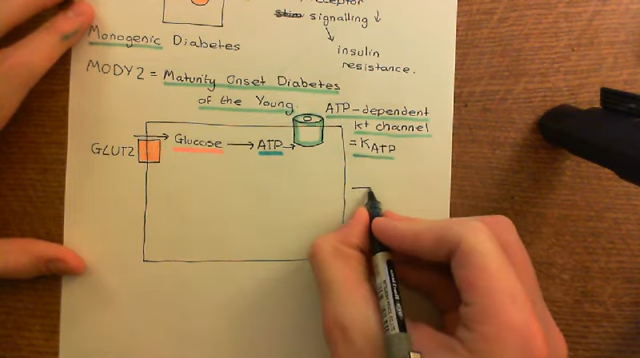 signalling ↓
insulin
resistance.
Monogenic Diabetes
MODY2 = Maturity Onset Diabetes
of the Young.
ATP-dependent
K+ channel
= KATP
GLUT2
Glucose → ATP →